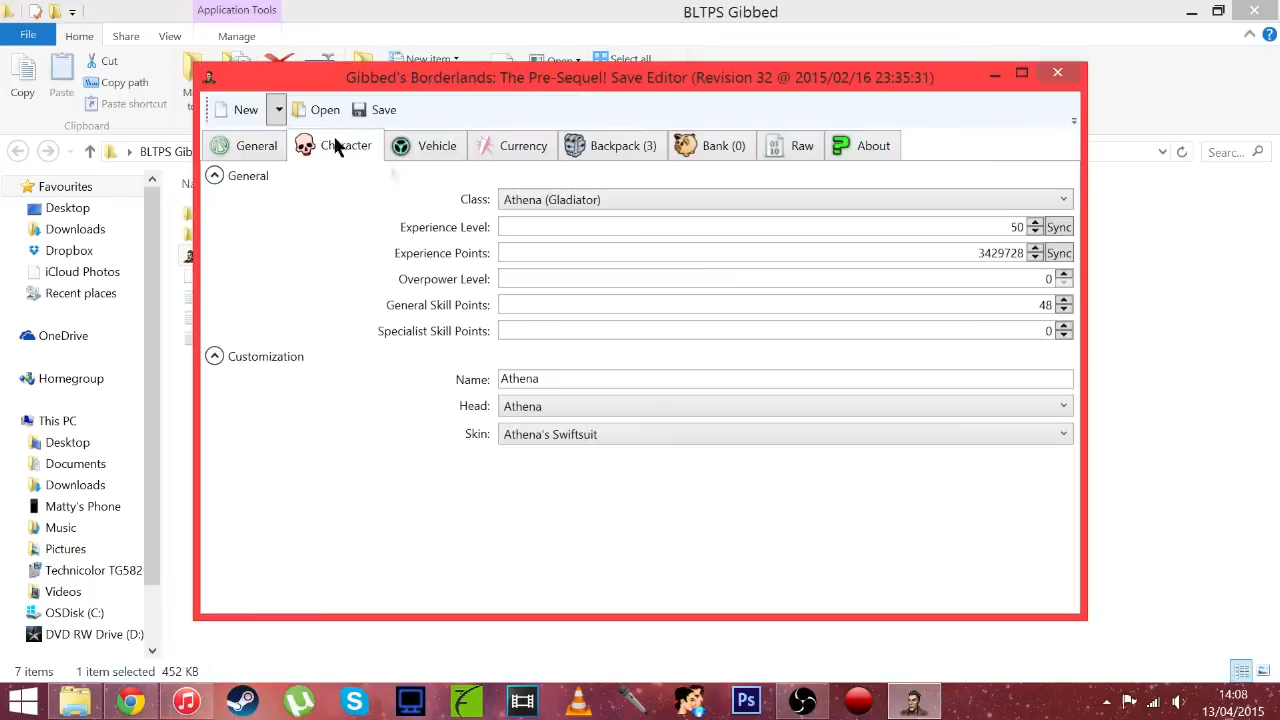 Application Tools
BLTPS Gibbed
File Home Share View Manage
Copy
Paste
Cut
Copy path
Paste shortcut
Clipboard
New item
Open
Select all
Gibbed's Borderlands: The Pre-Sequel! Save Editor (Revision 32 @ 2015/02/16 23:35:31)
New Open Save
General Character Vehicle Currency Backpack (3) Bank (0) Raw About
BLTPS Gib
Searc...
General
Class: Athena (Gladiator)
Experience Level: 50 Sync
Experience Points: 3429728 Sync
Overpower Level: 0
General Skill Points: 48
Specialist Skill Points: 0
Customization
Name: Athena
Head: Athena
Skin: Athena's Swiftsuit
Favourites
Desktop
Downloads
Dropbox
iCloud Photos
Recent places
OneDrive
Homegroup
This PC
Desktop
Documents
Downloads
Matty's Phone
Music
Pictures
Technicolor TG582
Videos
OSDisk (C:)
DVD RW Drive (D:)
7 items 1 item selected 452 KB
Ps
14:08
13/04/2015